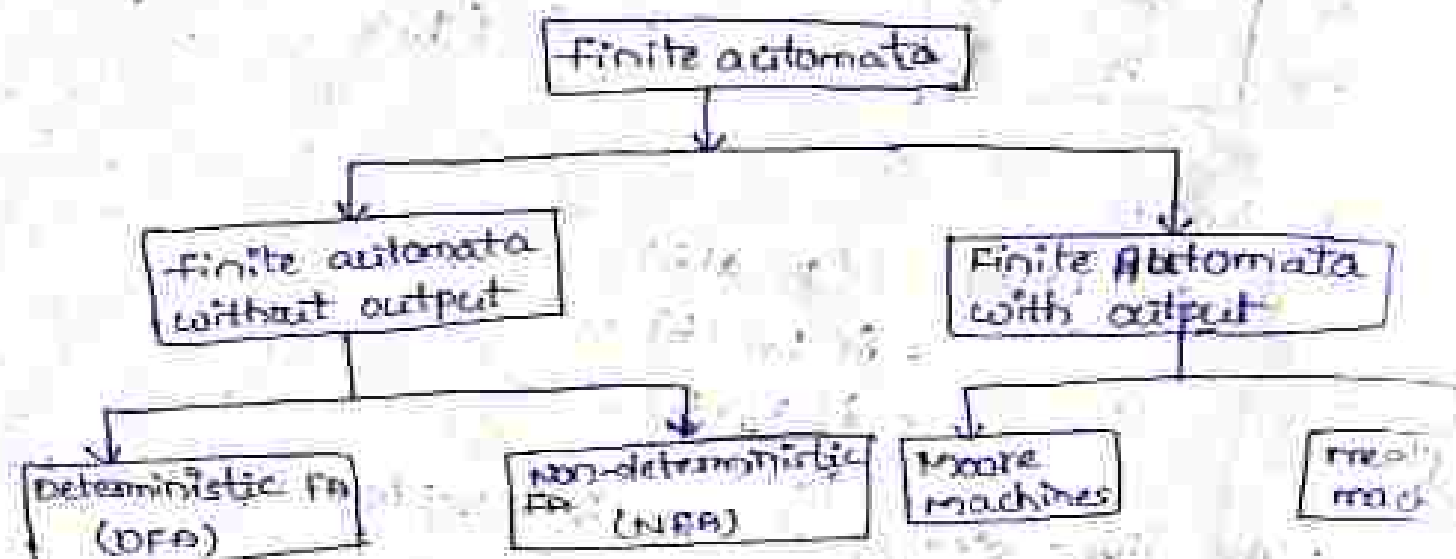 finite automata
finite automata
without output
Finite Automata
with output
Deterministic FA
(DFA)
Non-deterministic
FA
(NFA)
Moore
machines